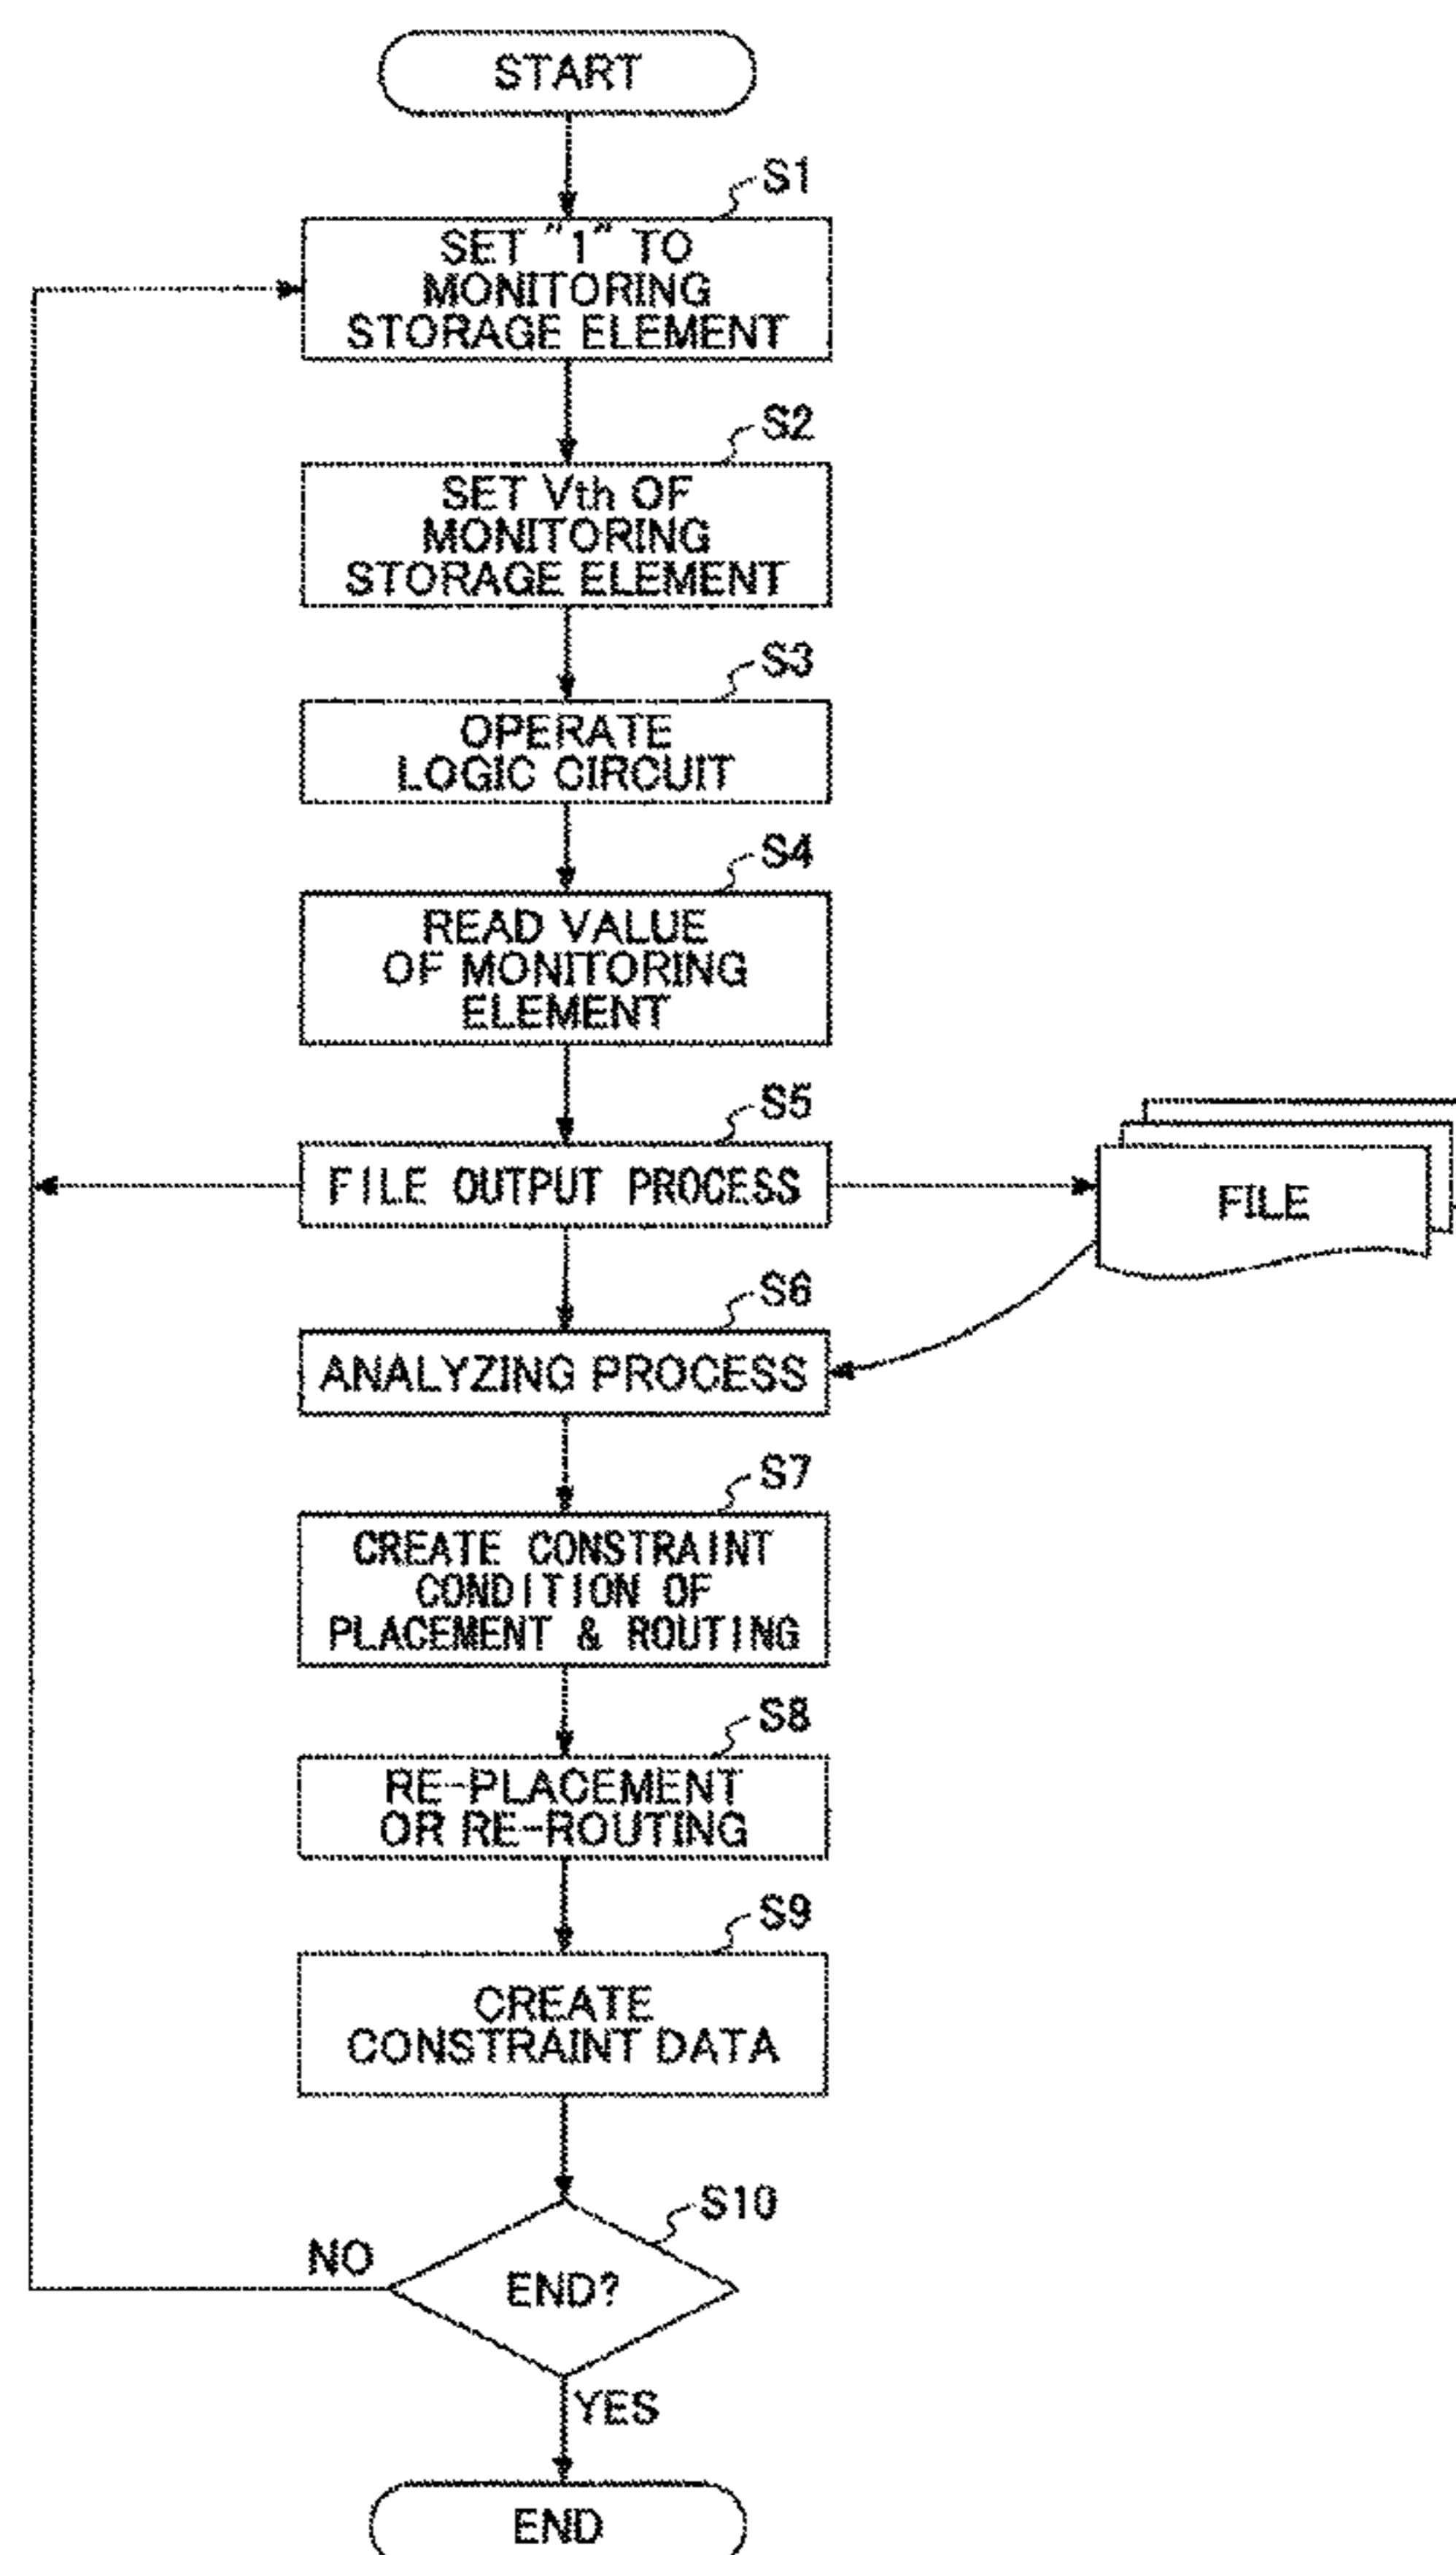 START
S1
SET "1" TO
MONITORING
STORAGE ELEMENT
S2
SET Vth OF
MONITORING
STORAGE ELEMENT
S3
OPERATE
LOGIC CIRCUIT
S4
READ VALUE
OF MONITORING
ELEMENT
S5
FILE OUTPUT PROCESS
FILE
S6
ANALYZING PROCESS
S7
CREATE CONSTRAINT
CONDITION OF
PLACEMENT & ROUTING
S8
RE-PLACEMENT
OR RE-ROUTING
S9
CREATE
CONSTRAINT DATA
S10
NO
END?
YES
END